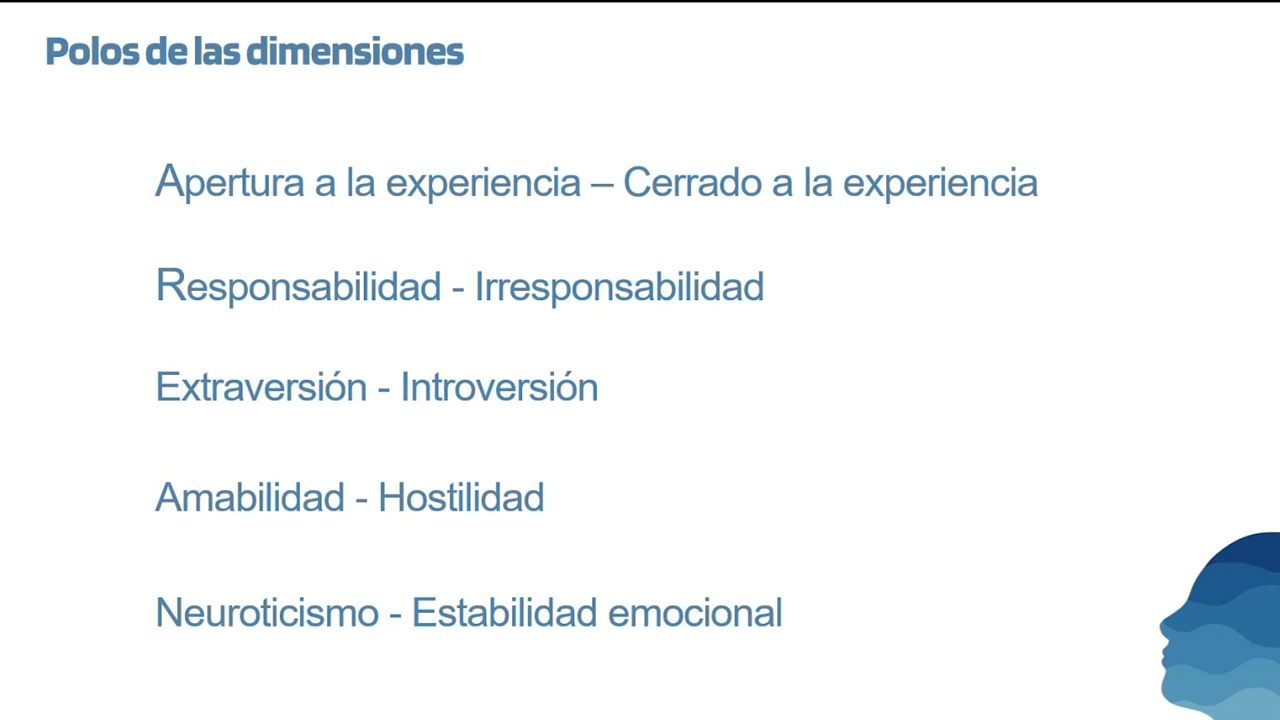 Polos de las dimensiones
Apertura a la experiencia – Cerrado a la experiencia
Responsabilidad - Irresponsabilidad
Extraversión - Introversión
Amabilidad - Hostilidad
Neuroticismo - Estabilidad emocional